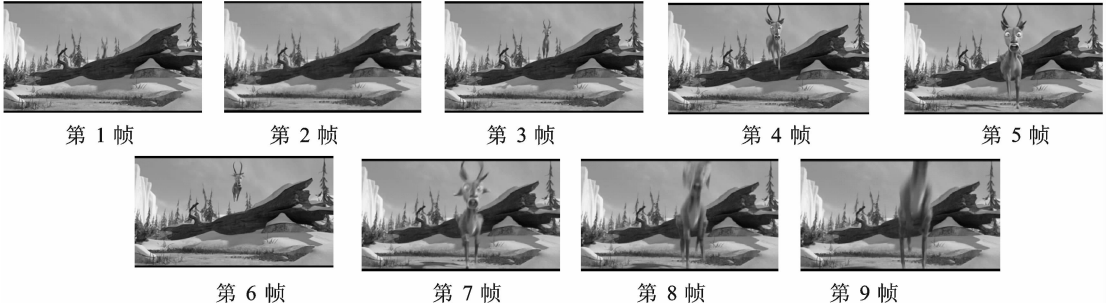 第 1 帧 第 2 帧 第 3 帧 第 4 帧 第 5 帧
第 6 帧 第 7 帧 第 8 帧 第 9 帧